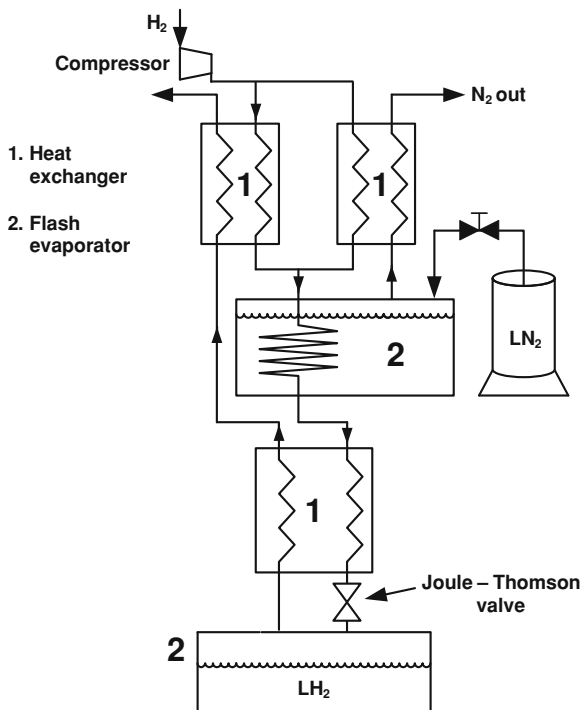 H₂
Compressor
N₂ out
1. Heat
exchanger
2. Flash
evaporator
1
1
2
LN₂
1
Joule – Thomson
valve
2
LH₂